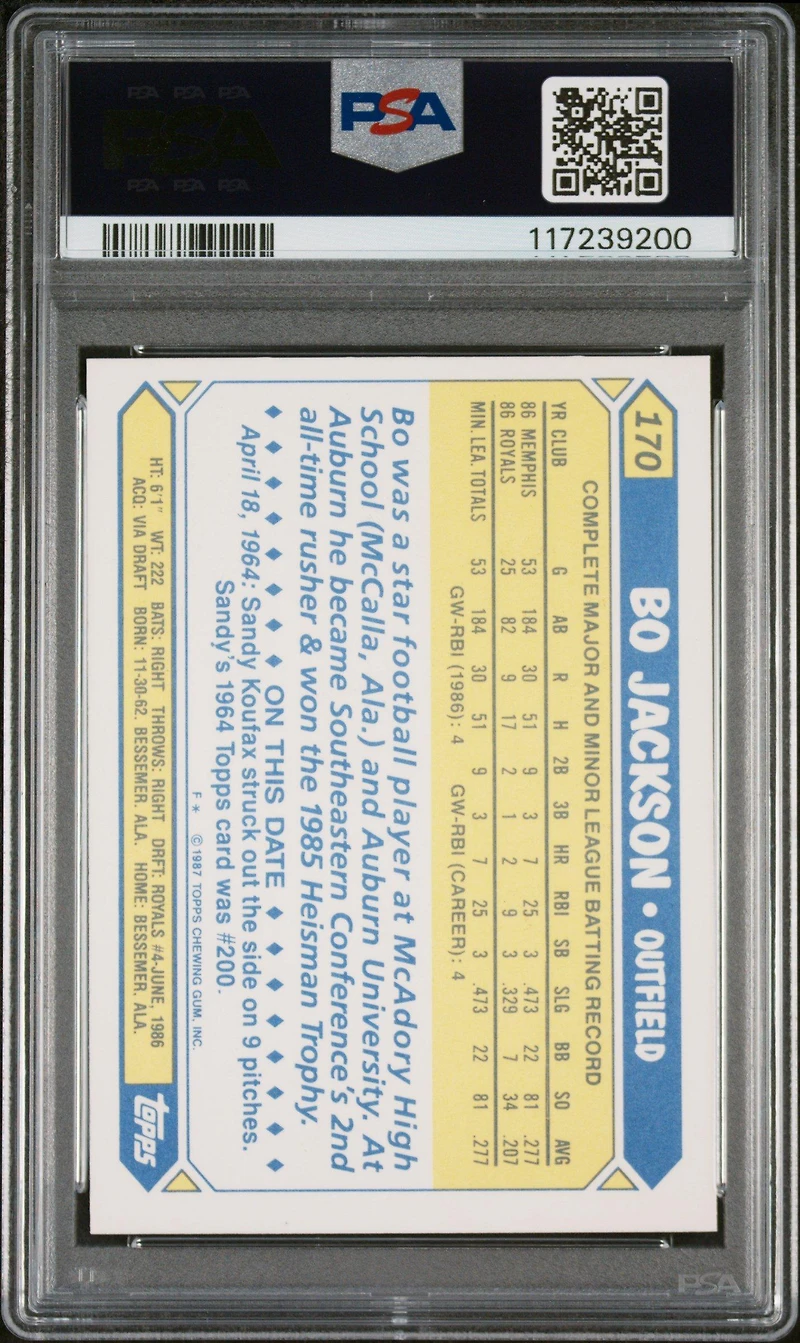 PSA PSA PSA
PSA
PSA PSA PSA
PSA
117239200
170
BO JACKSON • OUTFIELD
COMPLETE MAJOR AND MINOR LEAGUE BATTING RECORD
YR CLUB G AB R H 2B 3B HR RBI SB SLG BB SO AVG
86 MEMPHIS 53 184 30 51 9 3 7 25 3 .473 22 81 .277
86 ROYALS 25 82 9 17 2 1 2 9 3 .329 7 34 .207
MIN. LEA. TOTALS 53 184 30 51 9 3 7 25 3 .473 22 81 .277
GW-RBI (1986): 4 GW-RBI (CAREER): 4
Bo was a star football player at McAdory High
School (McCalla, Ala.) and Auburn University. At
Auburn he became Southeastern Conference's 2nd
all-time rusher & won the 1985 Heisman Trophy.
◆ ◆ ◆ ◆ ◆ ◆ ◆ ON THIS DATE ◆ ◆ ◆ ◆ ◆ ◆ ◆
April 18, 1964: Sandy Koufax struck out the side on 9 pitches.
Sandy's 1964 Topps card was #200.
F * ©1987 TOPPS CHEWING GUM, INC.
HT: 6'1" WT: 222 BATS: RIGHT THROWS: RIGHT DRFT: ROYALS #4-JUNE, 1986
ACQ: VIA DRAFT BORN: 11-30-62, BESSEMER, ALA. HOME: BESSEMER, ALA.
topps
PSA